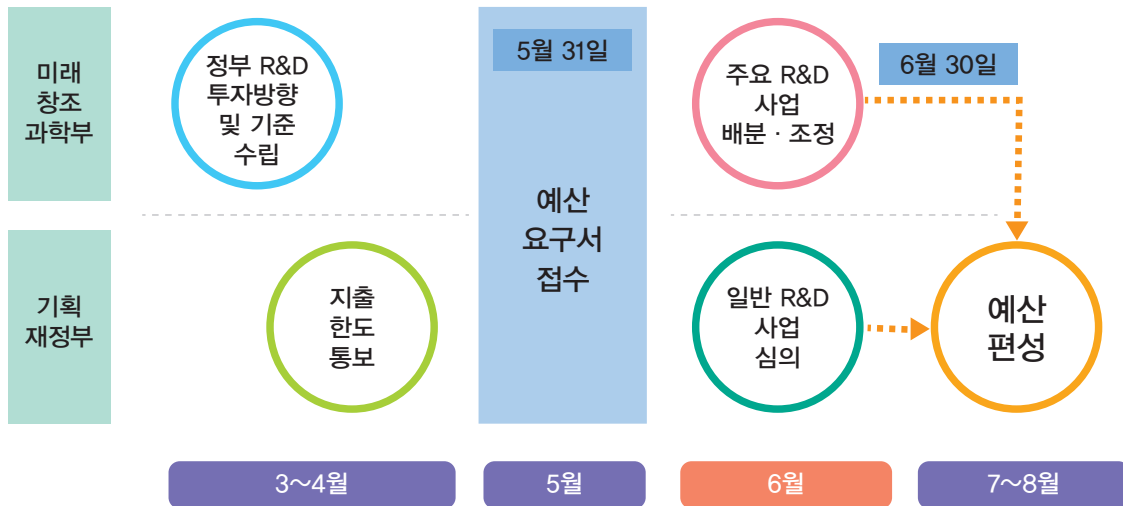 미래
창조
과학부
정부 R&D
투자방향
및 기준
수립
5월 31일
예산
요구서
접수
주요 R&D
사업
배분 · 조정
6월 30일
기획
재정부
지출
한도
통보
일반 R&D
사업
심의
예산
편성
3~4월
5월
6월
7~8월